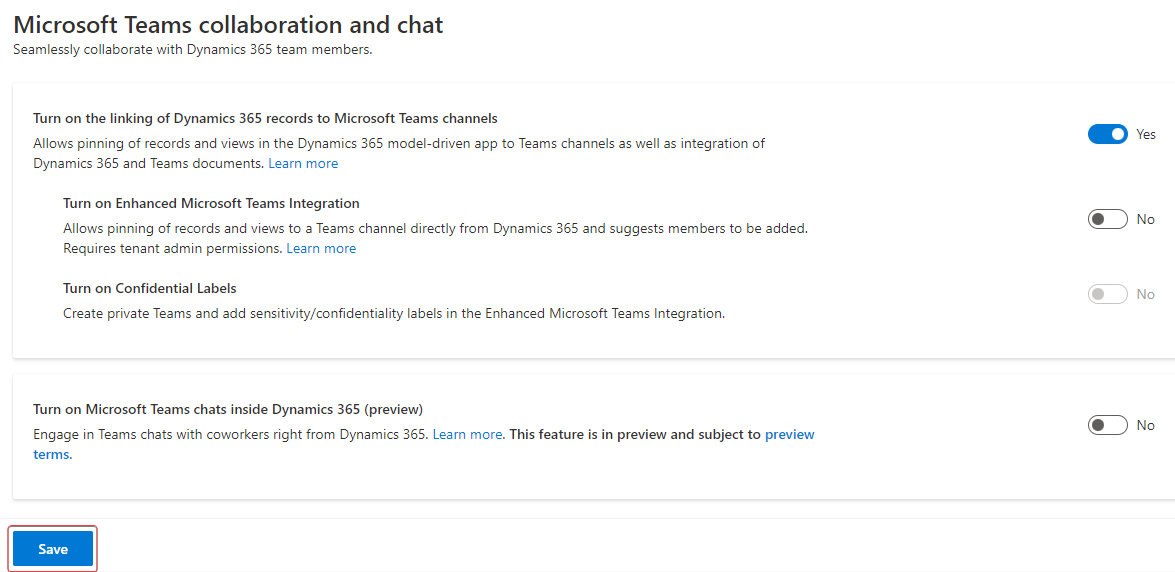 Microsoft Teams collaboration and chat
Seamlessly collaborate with Dynamics 365 team members.
Turn on the linking of Dynamics 365 records to Microsoft Teams channels
Allows pinning of records and views in the Dynamics 365 model-driven app to Teams channels as well as integration of
Dynamics 365 and Teams documents. Learn more
Yes
Turn on Enhanced Microsoft Teams Integration
Allows pinning of records and views to a Teams channel directly from Dynamics 365 and suggests members to be added.
Requires tenant admin permissions. Learn more
No
Turn on Confidential Labels
Create private Teams and add sensitivity/confidentiality labels in the Enhanced Microsoft Teams Integration.
No
Turn on Microsoft Teams chats inside Dynamics 365 (preview)
Engage in Teams chats with coworkers right from Dynamics 365. Learn more. This feature is in preview and subject to preview
terms.
No
Save